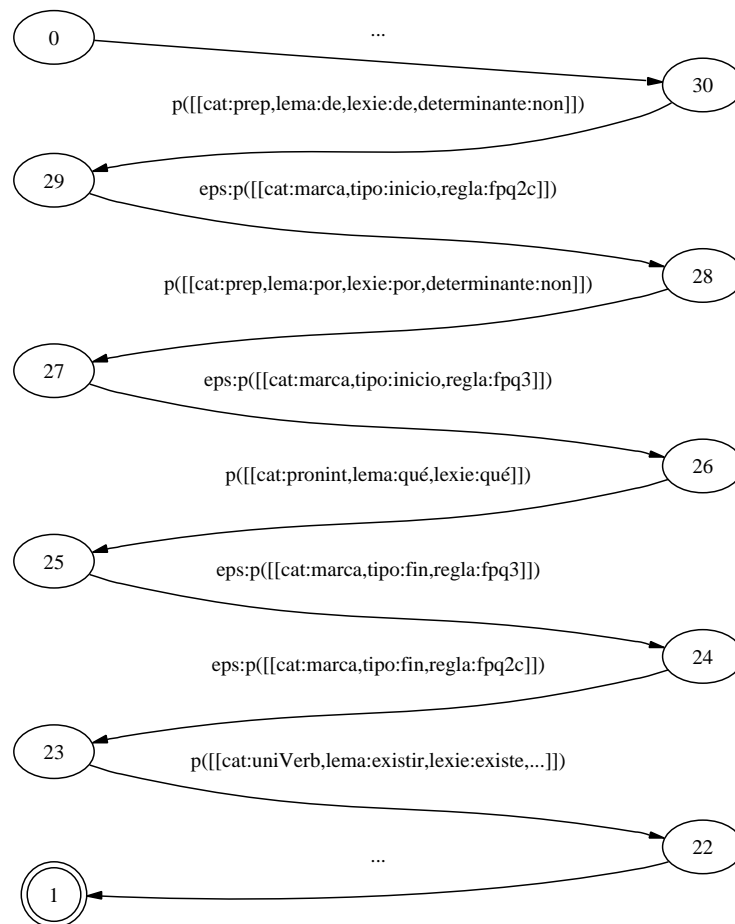 ...
0
30
p([[cat:prep,lema:de,lexie:de,determinante:non]])
29
eps:p([[cat:marca,tipo:inicio,regla:fpq2c]])
28
p([[cat:prep,lema:por,lexie:por,determinante:non]])
27
eps:p([[cat:marca,tipo:inicio,regla:fpq3]])
26
p([[cat:pronint,lema:qué,lexie:qué]])
25
eps:p([[cat:marca,tipo:fin,regla:fpq3]])
24
eps:p([[cat:marca,tipo:fin,regla:fpq2c]])
23
p([[cat:uniVerb,lema:existir,lexie:existe,...]])
22
...
1